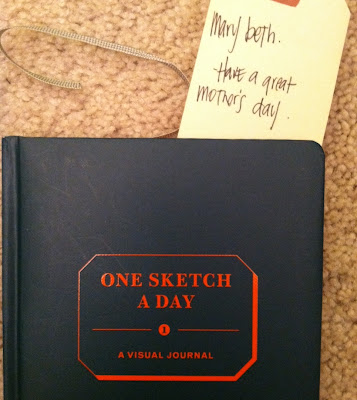 Mary beth.
Have a great
mother's day.
ONE SKETCH
A DAY
1
A VISUAL JOURNAL